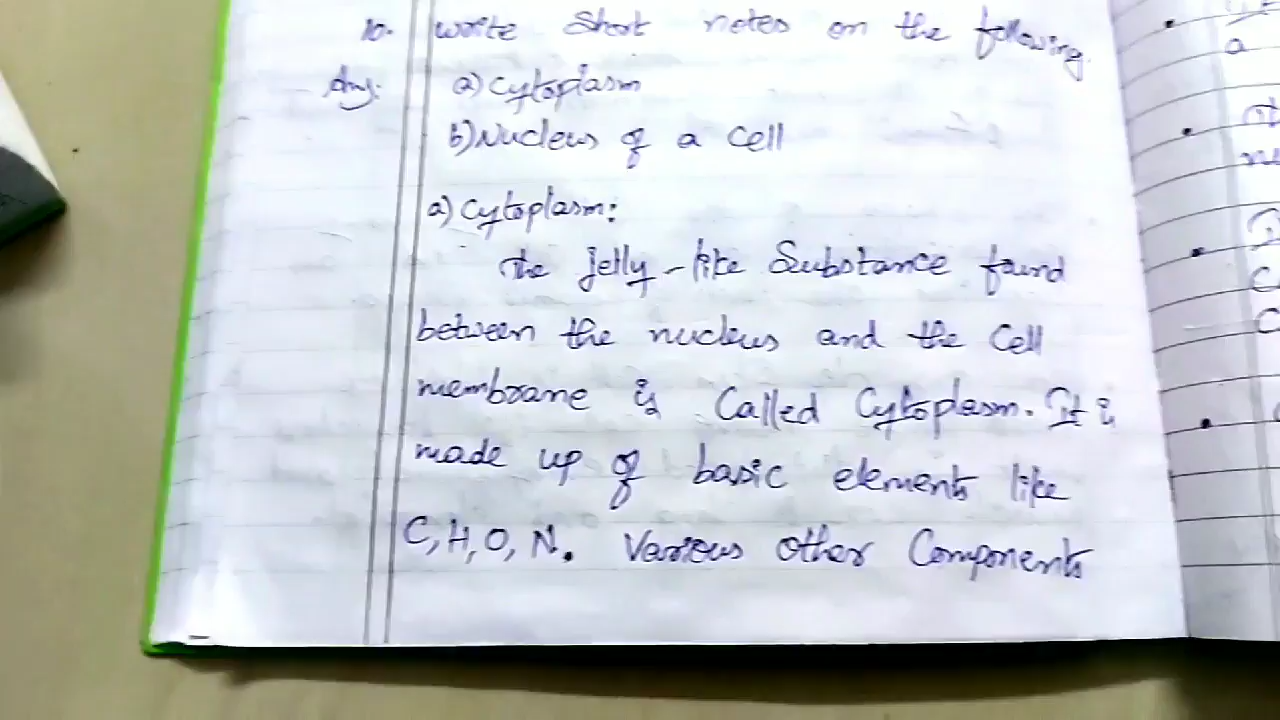 10. Write short notes on the following.
Ans: a) Cytoplasm
b) Nucleus of a cell
a) Cytoplasm:
The jelly-like substance found
between the nucleus and the cell
membrane is called cytoplasm. It is
made up of basic elements like
C, H, O, N. Various other components